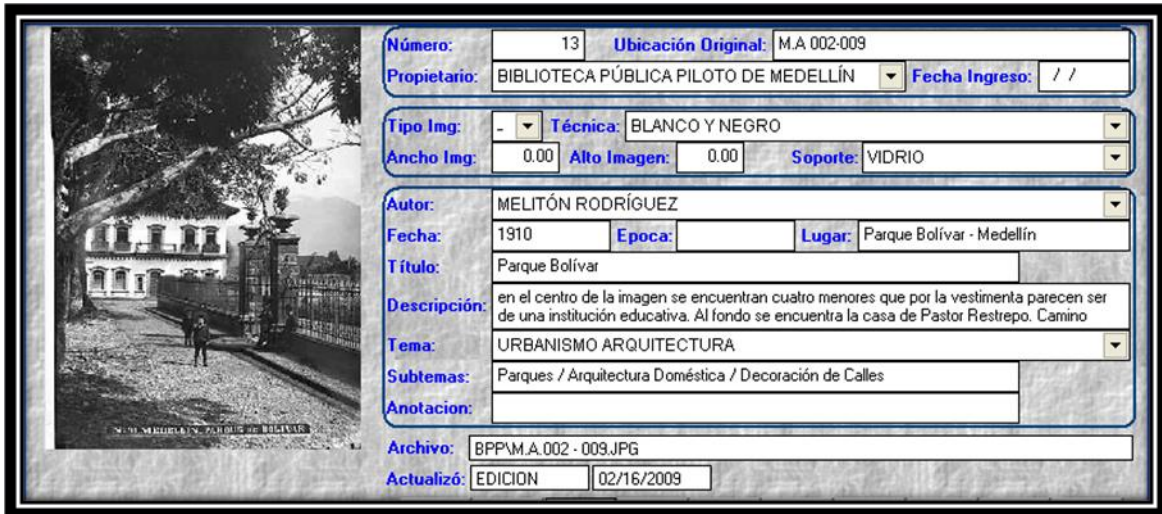 Número: 13 Ubicación Original: M.A 002-009
Propietario: BIBLIOTECA PÚBLICA PILOTO DE MEDELLÍN Fecha Ingreso: / /
Tipo Img: - Técnica: BLANCO Y NEGRO
Ancho Img: 0.00 Alto Imagen: 0.00 Soporte: VIDRIO
Autor: MELITÓN RODRÍGUEZ
Fecha: 1910 Epoca: Lugar: Parque Bolívar - Medellín
Título: Parque Bolívar
Descripción: en el centro de la imagen se encuentran cuatro menores que por la vestimenta parecen ser
de una institución educativa. Al fondo se encuentra la casa de Pastor Restrepo. Camino
Tema: URBANISMO ARQUITECTURA
Subtemas: Parques / Arquitectura Doméstica / Decoración de Calles
Anotacion:
Archivo: BPP\M.A.002 - 009.JPG
Actualizó: EDICION 02/16/2009
MEDELLIN. PARQUE DE BOLIVAR